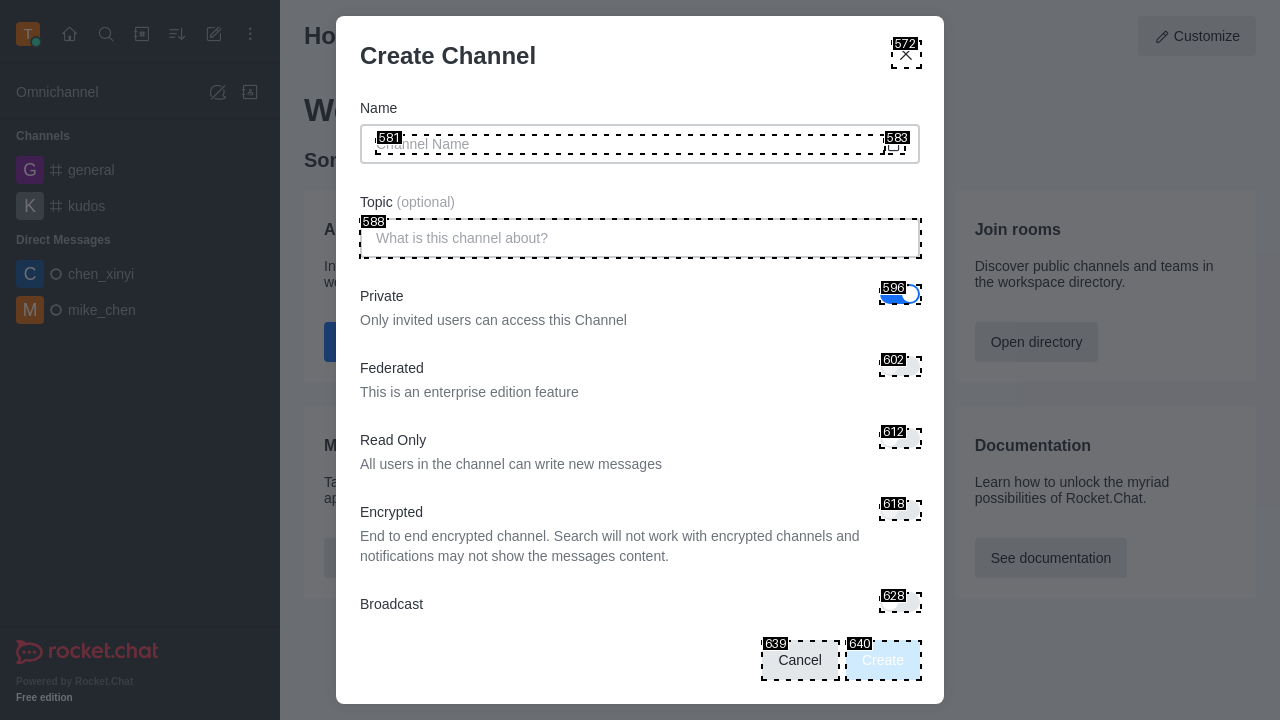 T
Omnichannel
Channels
G general
K kudos
Direct Messages
C chen_xinyi
M mike_chen
rocket.chat
Powered by Rocket.Chat
Free edition
Ho
Customize
We
Sor
Create Channel
572
Name
581
Channel Name
583
Topic (optional)
588
What is this channel about?
Private
596
Only invited users can access this Channel
Federated
602
This is an enterprise edition feature
Read Only
612
All users in the channel can write new messages
Encrypted
618
End to end encrypted channel. Search will not work with encrypted channels and
notifications may not show the messages content.
Broadcast
628
639
Cancel
640
Create
Join rooms
Discover public channels and teams in
the workspace directory.
Open directory
Documentation
Learn how to unlock the myriad
possibilities of Rocket.Chat.
See documentation